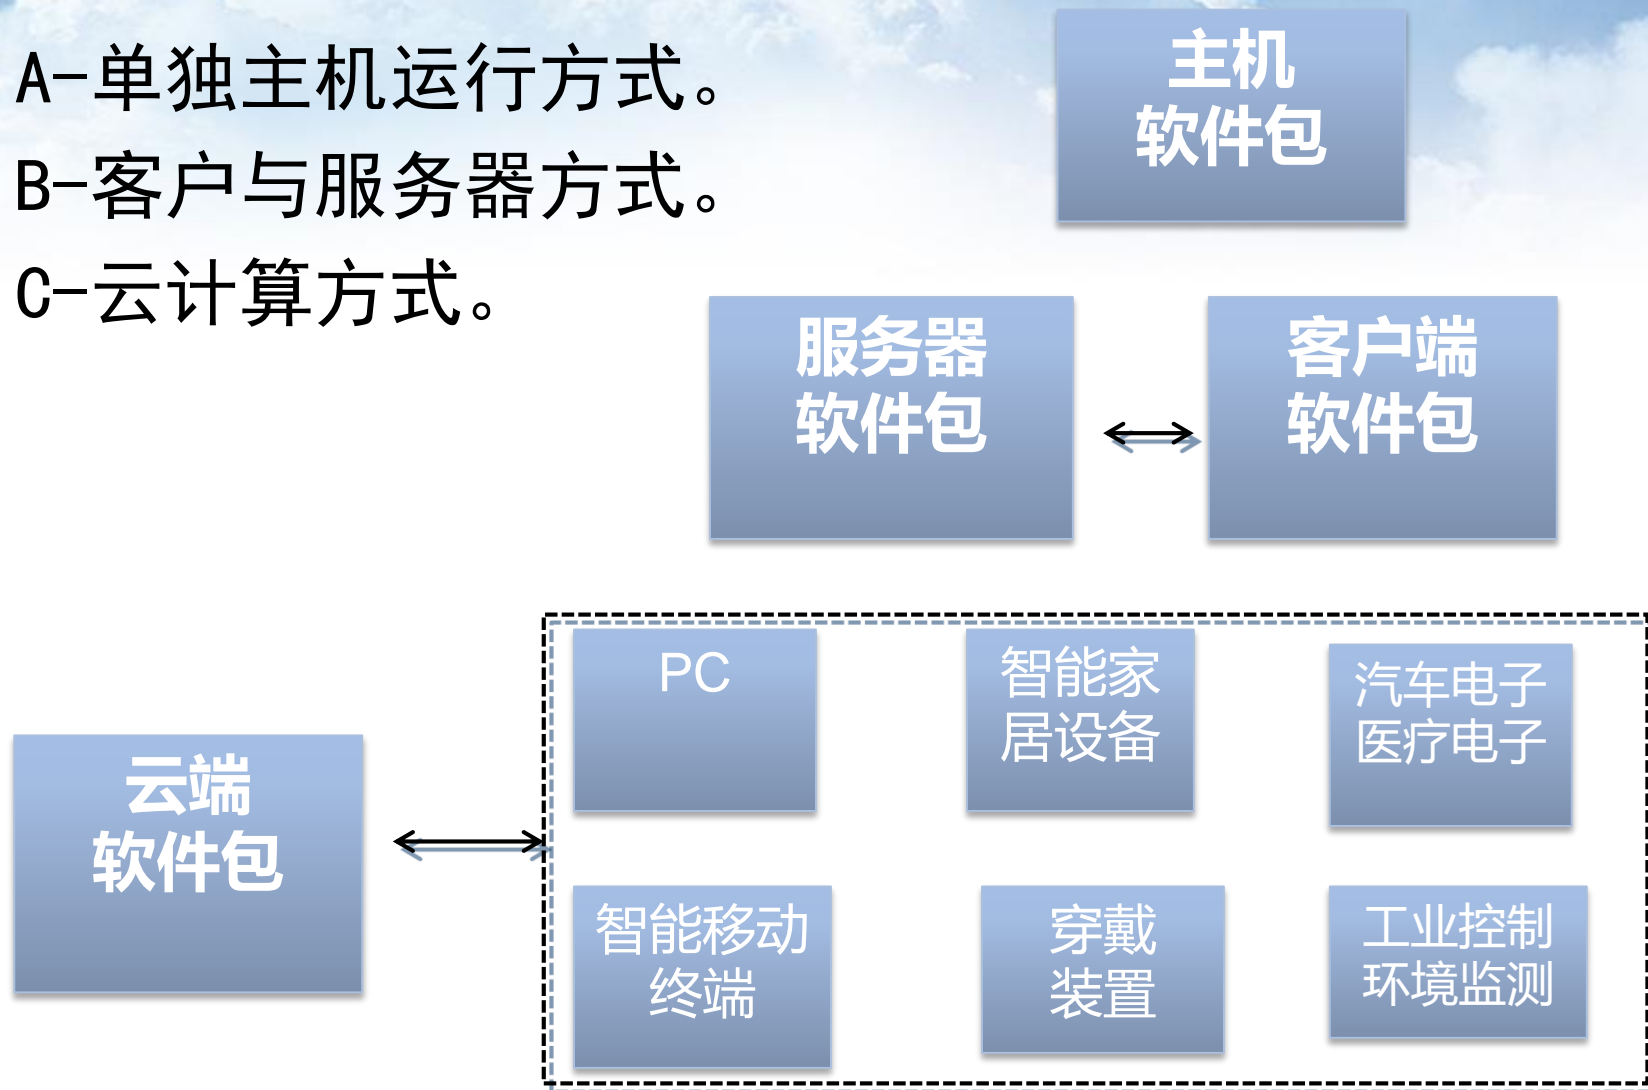 A-单独主机运行方式。
B-客户与服务器方式。
C-云计算方式。
主机
软件包
服务器
软件包
客户端
软件包
云端
软件包
PC
智能家
居设备
汽车电子
医疗电子
智能移动
终端
穿戴
装置
工业控制
环境监测